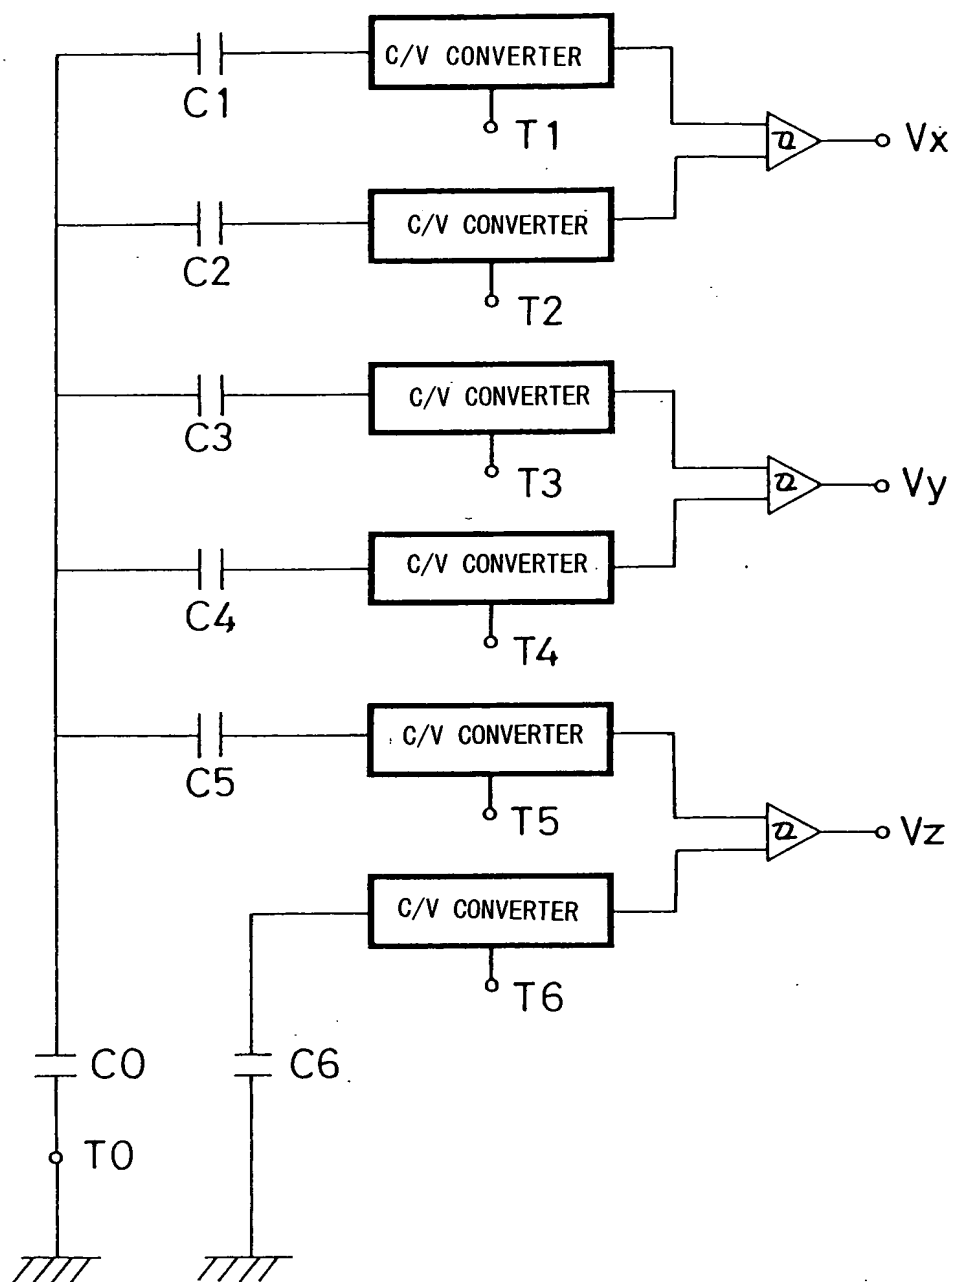 C/V CONVERTER
C1
T1
Vx
C/V CONVERTER
C2
T2
C/V CONVERTER
C3
T3
Vy
C/V CONVERTER
C4
T4
C/V CONVERTER
C5
T5
Vz
C/V CONVERTER
T6
C0
C6
T0